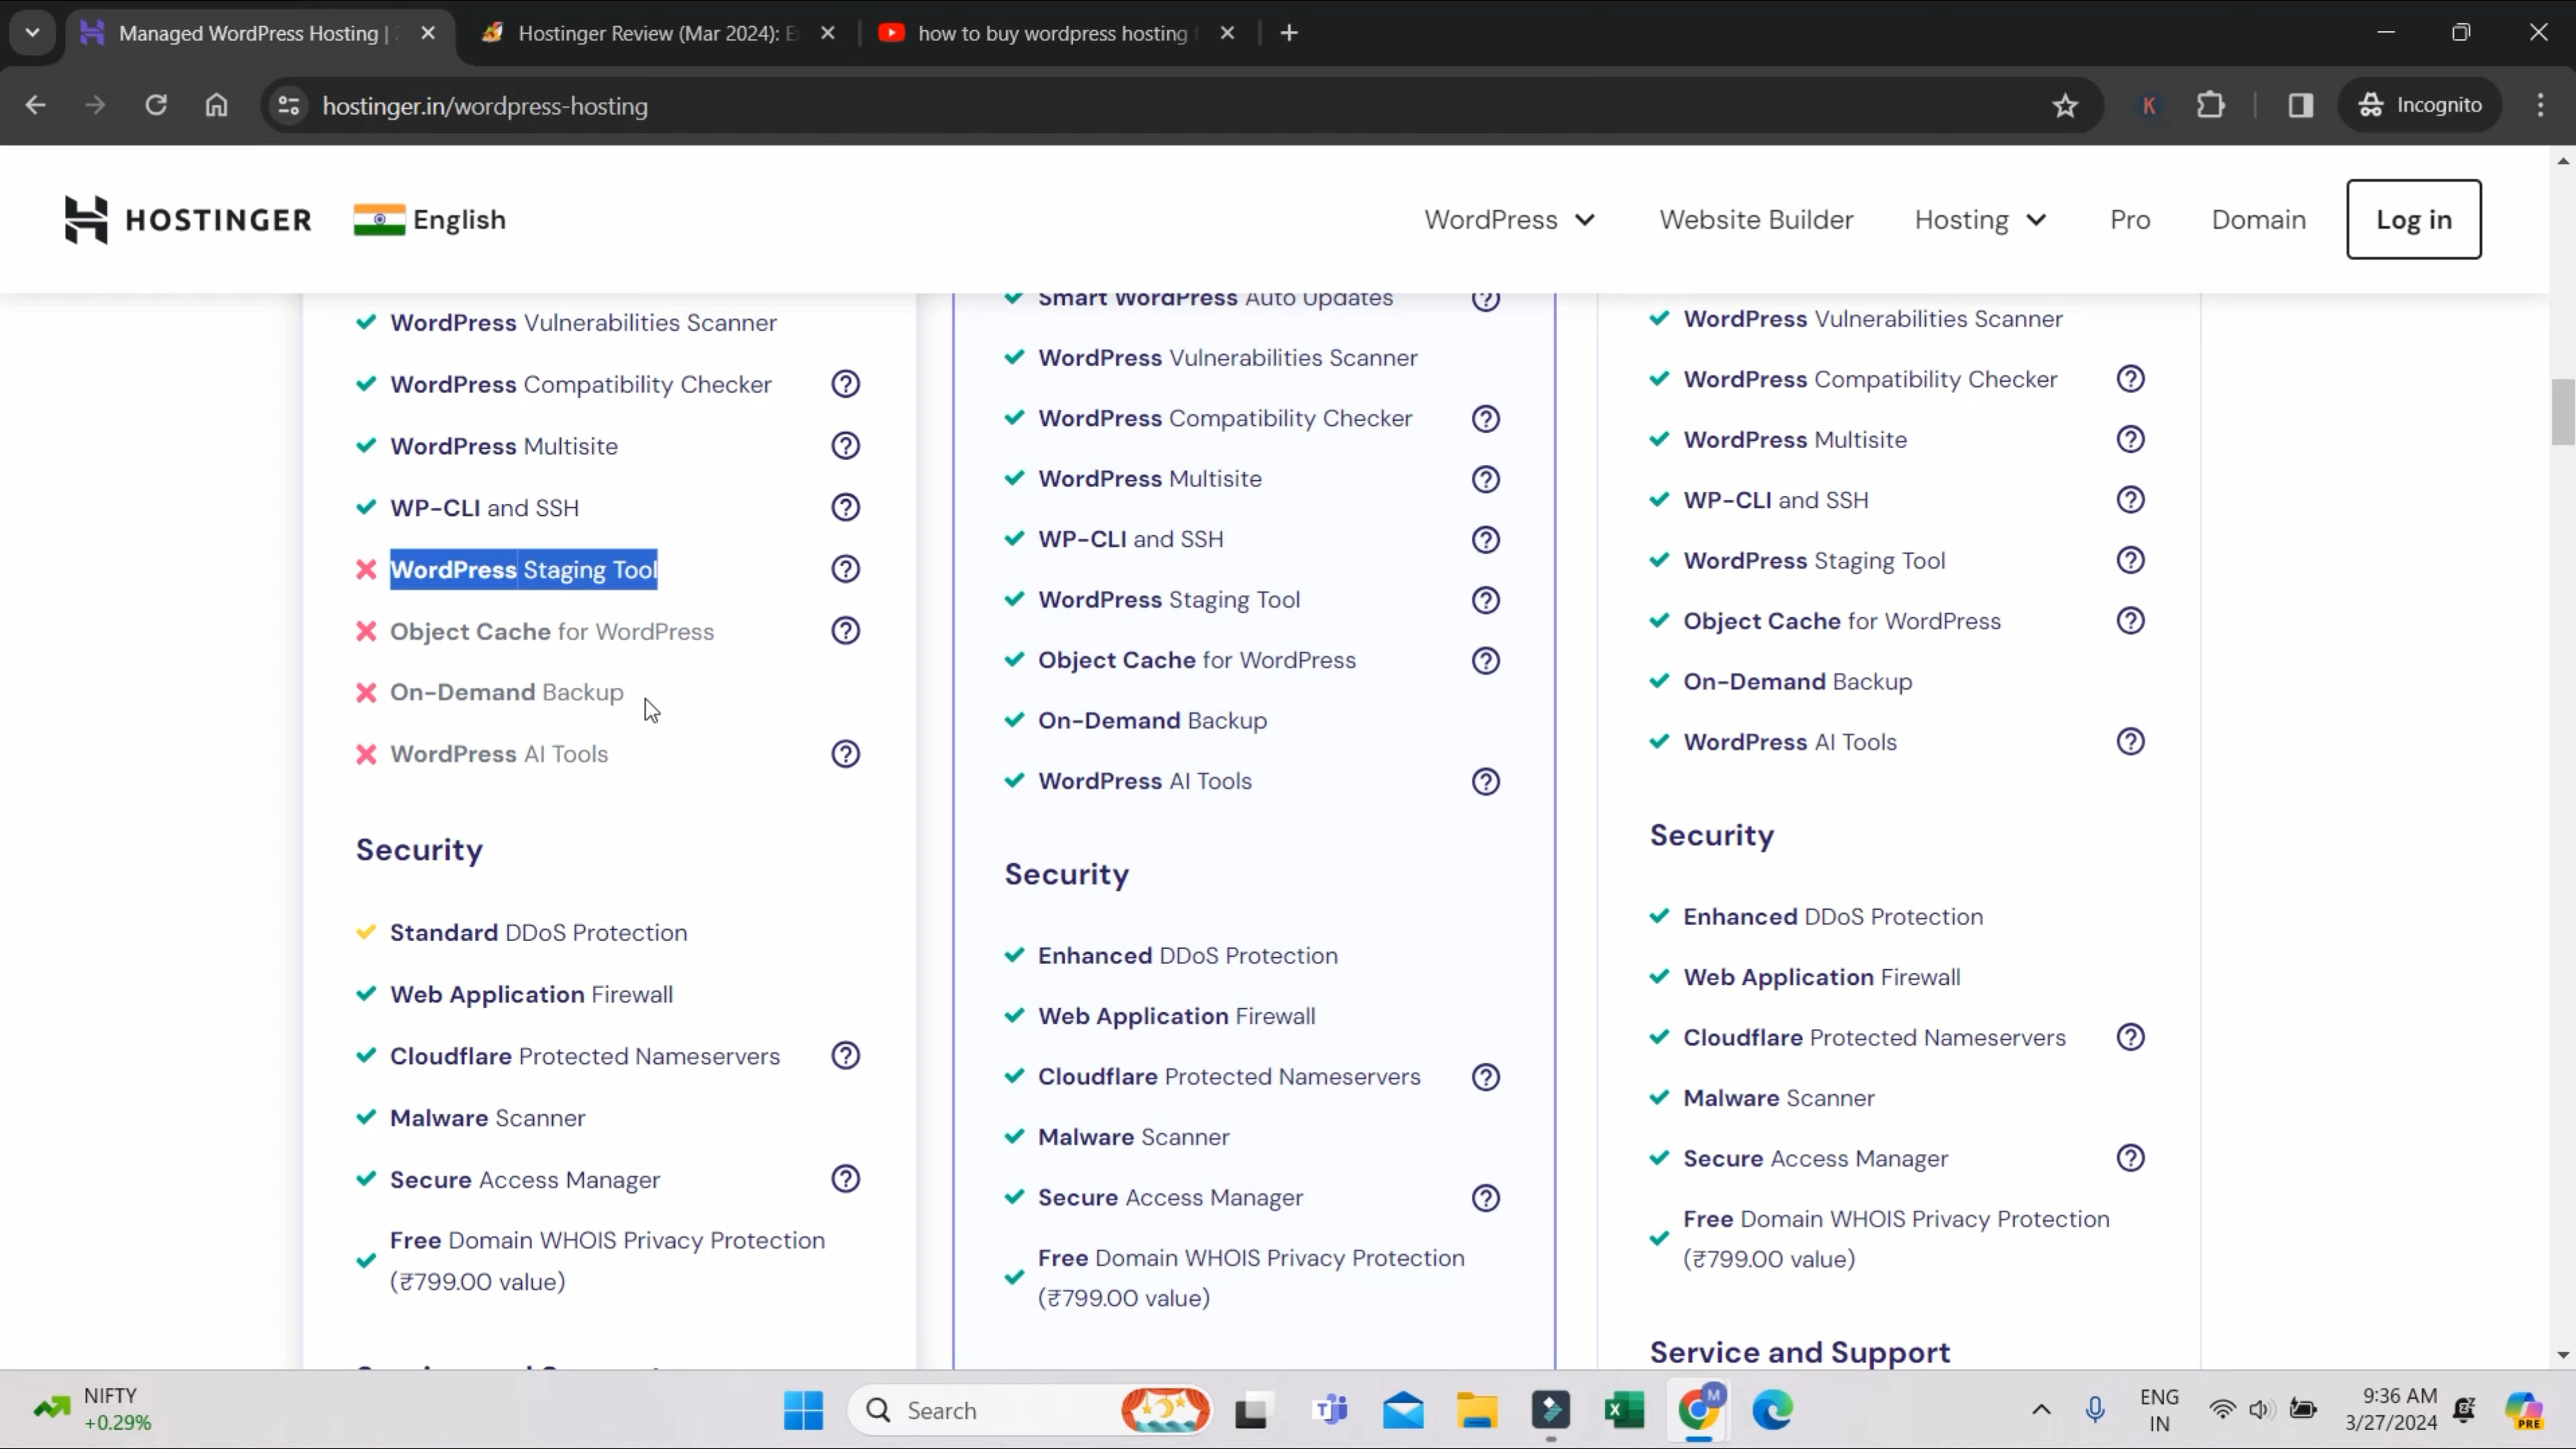 Managed WordPress Hosting |
Hostinger Review (Mar 2024): E
how to buy wordpress hosting
hostinger.in/wordpress-hosting
K
Incognito
HOSTINGER
English
WordPress
Website Builder
Hosting
Pro
Domain
Log in
WordPress Vulnerabilities Scanner
WordPress Compatibility Checker
WordPress Multisite
WP-CLI and SSH
WordPress Staging Tool
Object Cache for WordPress
On-Demand Backup
WordPress AI Tools
Security
Standard DDoS Protection
Web Application Firewall
Cloudflare Protected Nameservers
Malware Scanner
Secure Access Manager
Free Domain WHOIS Privacy Protection
(₹799.00 value)
Smart WordPress Auto Updates
WordPress Vulnerabilities Scanner
WordPress Compatibility Checker
WordPress Multisite
WP-CLI and SSH
WordPress Staging Tool
Object Cache for WordPress
On-Demand Backup
WordPress AI Tools
Security
Enhanced DDoS Protection
Web Application Firewall
Cloudflare Protected Nameservers
Malware Scanner
Secure Access Manager
Free Domain WHOIS Privacy Protection
(₹799.00 value)
WordPress Vulnerabilities Scanner
WordPress Compatibility Checker
WordPress Multisite
WP-CLI and SSH
WordPress Staging Tool
Object Cache for WordPress
On-Demand Backup
WordPress AI Tools
Security
Enhanced DDoS Protection
Web Application Firewall
Cloudflare Protected Nameservers
Malware Scanner
Secure Access Manager
Free Domain WHOIS Privacy Protection
(₹799.00 value)
Service and Support
NIFTY
+0.29%
Search
M
ENG
IN
9:36 AM
3/27/2024
PRE